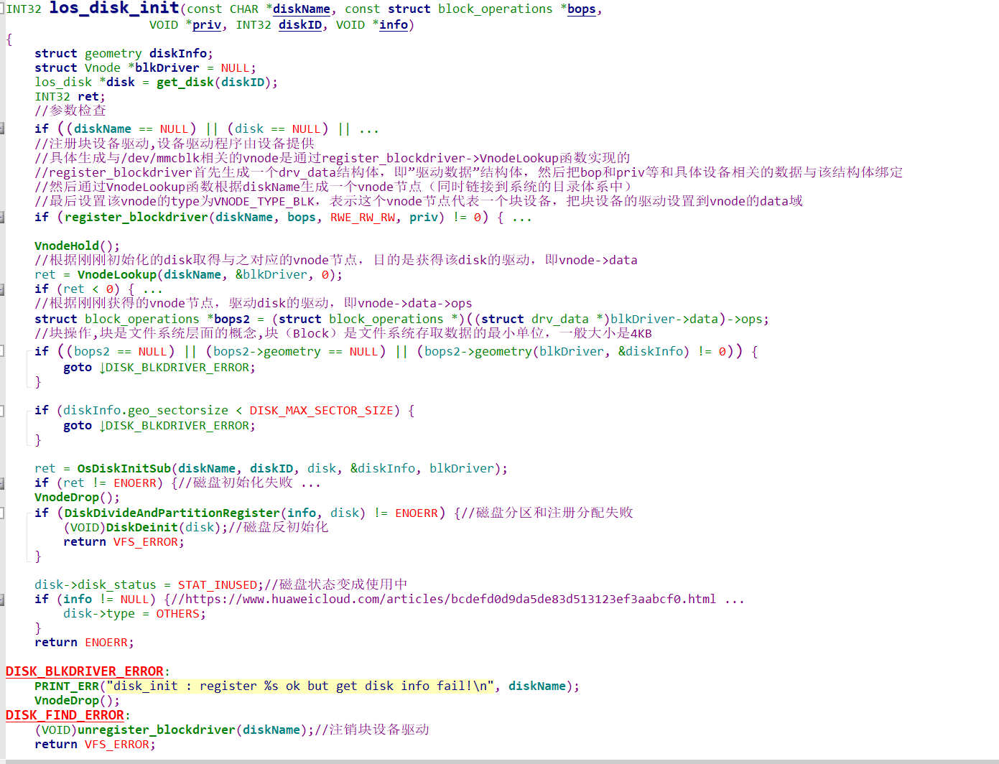 INT32 los_disk_init(const CHAR *diskName, const struct block_operations *bops,
                    VOID *priv, INT32 diskID, VOID *info)
{
    struct geometry diskInfo;
    struct Vnode *blkDriver = NULL;
    los_disk *disk = get_disk(diskID);
    INT32 ret;
    //参数检查
    if ((diskName == NULL) || (disk == NULL) || ...
    //注册块设备驱动,设备驱动程序由设备提供
    //具体生成与/dev/mmcblk相关的vnode是通过register_blockdriver->VnodeLookup函数实现的
    //register_blockdriver首先生成一个drv_data结构体，即”驱动数据”结构体，然后把bop和priv等和具体设备相关的数据与该结构体绑定
    //然后通过VnodeLookup函数根据diskName生成一个vnode节点（同时链接到系统的目录体系中）
    //最后设置该vnode的type为VNODE_TYPE_BLK，表示这个vnode节点代表一个块设备，把块设备的驱动设置到vnode的data域
    if (register_blockdriver(diskName, bops, RWE_RW_RW, priv) != 0) { ...

    VnodeHold();
    //根据刚刚初始化的disk取得与之对应的vnode节点，目的是获得该disk的驱动，即vnode->data
    ret = VnodeLookup(diskName, &blkDriver, 0);
    if (ret < 0) { ...
    //根据刚刚获得的vnode节点，驱动disk的驱动，即vnode->data->ops
    struct block_operations *bops2 = (struct block_operations *)((struct drv_data *)blkDriver->data)->ops;
    //块操作,块是文件系统层面的概念,块（Block）是文件系统存取数据的最小单位，一般大小是4KB
    if ((bops2 == NULL) || (bops2->geometry == NULL) || (bops2->geometry(blkDriver, &diskInfo) != 0)) {
        goto ↓DISK_BLKDRIVER_ERROR;
    }

    if (diskInfo.geo_sectorsize < DISK_MAX_SECTOR_SIZE) {
        goto ↓DISK_BLKDRIVER_ERROR;
    }

    ret = OsDiskInitSub(diskName, diskID, disk, &diskInfo, blkDriver);
    if (ret != ENOERR) {//磁盘初始化失败 ...
    VnodeDrop();
    if (DiskDivideAndPartitionRegister(info, disk) != ENOERR) {//磁盘分区和注册分配失败
        (VOID)DiskDeinit(disk);//磁盘反初始化
        return VFS_ERROR;
    }

    disk->disk_status = STAT_INUSED;//磁盘状态变成使用中
    if (info != NULL) {//https://www.huaweicloud.com/articles/bcdefd0d9da5de83d513123ef3aabcf0.html ...
        disk->type = OTHERS;
    }
    return ENOERR;

DISK_BLKDRIVER_ERROR:
    PRINT_ERR("disk_init : register %s ok but get disk info fail!\n", diskName);
    VnodeDrop();
DISK_FIND_ERROR:
    (VOID)unregister_blockdriver(diskName);//注销块设备驱动
    return VFS_ERROR;